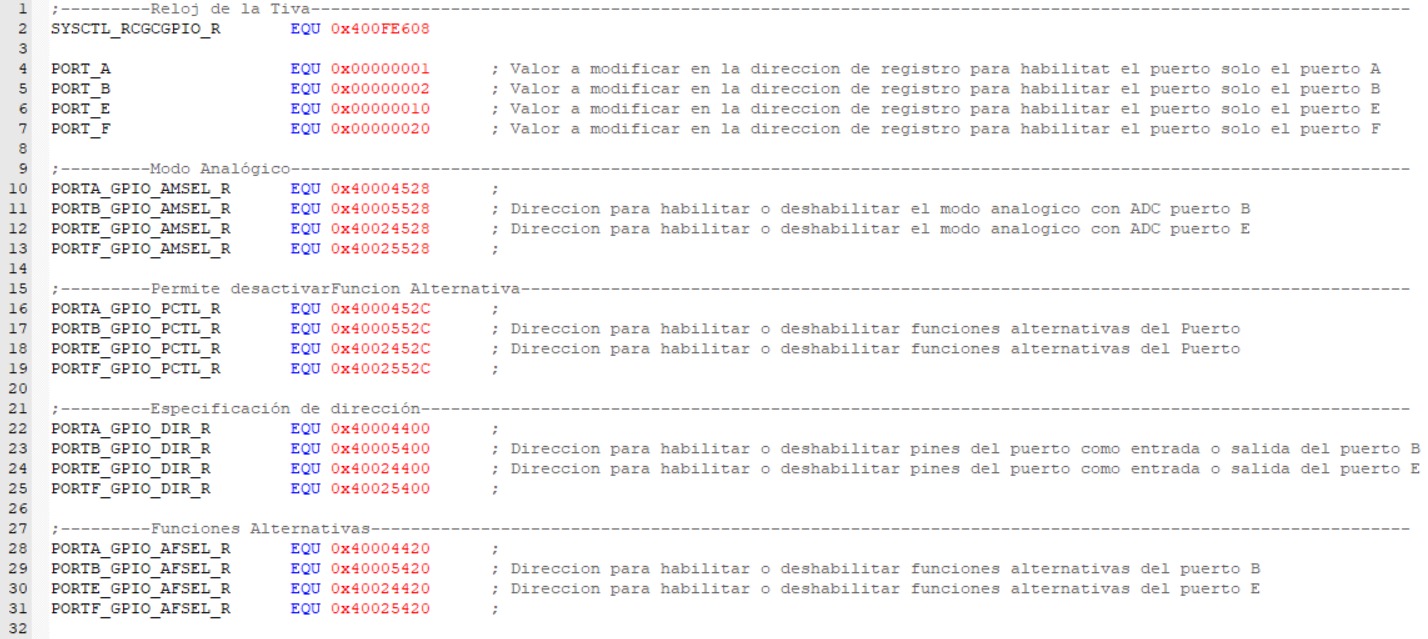 1 ;---------Reloj de la Tiva--------------------------------------------------------------------------------------------------------------
2 SYSCTL_RCGCGPIO_R EQU 0x400FE608
3
4 PORT_A EQU 0x00000001 ; Valor a modificar en la direccion de registro para habilitat el puerto solo el puerto A
5 PORT_B EQU 0x00000002 ; Valor a modificar en la direccion de registro para habilitar el puerto solo el puerto B
6 PORT_E EQU 0x00000010 ; Valor a modificar en la direccion de registro para habilitar el puerto solo el puerto E
7 PORT_F EQU 0x00000020 ; Valor a modificar en la direccion de registro para habilitar el puerto solo el puerto F
8
9 ;---------Modo Analógico----------------------------------------------------------------------------------------------------------------
10 PORTA_GPIO_AMSEL_R EQU 0x40004528 ;
11 PORTB_GPIO_AMSEL_R EQU 0x40005528 ; Direccion para habilitar o deshabilitar el modo analogico con ADC puerto B
12 PORTE_GPIO_AMSEL_R EQU 0x40024528 ; Direccion para habilitar o deshabilitar el modo analogico con ADC puerto E
13 PORTF_GPIO_AMSEL_R EQU 0x40025528 ;
14
15 ;---------Permite desactivarFuncion Alternativa-----------------------------------------------------------------------------------------
16 PORTA_GPIO_PCTL_R EQU 0x4000452C ;
17 PORTB_GPIO_PCTL_R EQU 0x4000552C ; Direccion para habilitar o deshabilitar funciones alternativas del Puerto
18 PORTE_GPIO_PCTL_R EQU 0x4002452C ; Direccion para habilitar o deshabilitar funciones alternativas del Puerto
19 PORTF_GPIO_PCTL_R EQU 0x4002552C ;
20
21 ;---------Especificación de dirección---------------------------------------------------------------------------------------------------
22 PORTA_GPIO_DIR_R EQU 0x40004400 ;
23 PORTB_GPIO_DIR_R EQU 0x40005400 ; Direccion para habilitar o deshabilitar pines del puerto como entrada o salida del puerto B
24 PORTE_GPIO_DIR_R EQU 0x40024400 ; Direccion para habilitar o deshabilitar pines del puerto como entrada o salida del puerto E
25 PORTF_GPIO_DIR_R EQU 0x40025400 ;
26
27 ;---------Funciones Alternativas--------------------------------------------------------------------------------------------------------
28 PORTA_GPIO_AFSEL_R EQU 0x40004420 ;
29 PORTB_GPIO_AFSEL_R EQU 0x40005420 ; Direccion para habilitar o deshabilitar funciones alternativas del puerto B
30 PORTE_GPIO_AFSEL_R EQU 0x40024420 ; Direccion para habilitar o deshabilitar funciones alternativas del puerto E
31 PORTF_GPIO_AFSEL_R EQU 0x40025420 ;
32